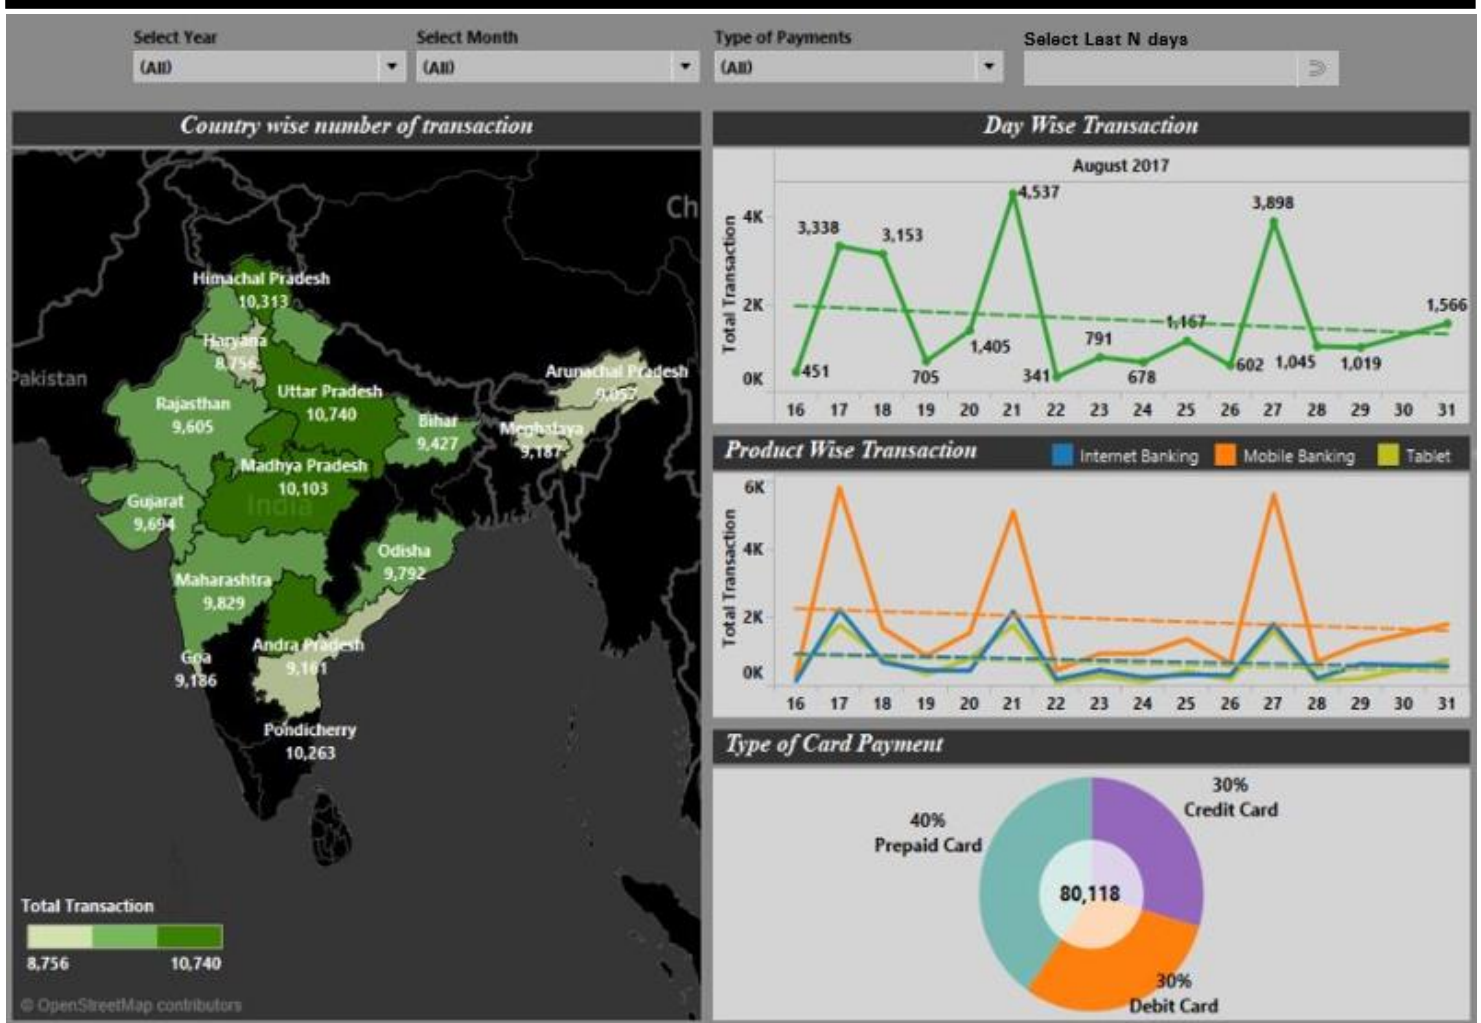 Select Year
Select Month
Type of Payments
Select Last N days
(All)
(All)
(All)
Country wise number of transaction
Ch
Pakistan
Himachal Pradesh
10,313
Haryana
8,756
Uttar Pradesh
10,740
Rajasthan
9,605
Bihar
9,427
Arunachal Pradesh
9,057
Meghalaya
9,187
Madhya Pradesh
10,103
India
Gujarat
9,694
Odisha
9,792
Maharashtra
9,829
Andra Pradesh
9,161
Goa
9,186
Pondicherry
10,263
Total Transaction
8,756
10,740
© OpenStreetMap contributors
Day Wise Transaction
August 2017
Total Transaction
4K
2K
0K
451
3,338
3,153
705
1,405
4,537
341
791
678
1,167
602
3,898
1,045
1,019
1,566
16 17 18 19 20 21 22 23 24 25 26 27 28 29 30 31
Product Wise Transaction
Internet Banking
Mobile Banking
Tablet
Total Transaction
6K
4K
2K
0K
16 17 18 19 20 21 22 23 24 25 26 27 28 29 30 31
Type of Card Payment
30%
Credit Card
40%
Prepaid Card
80,118
30%
Debit Card